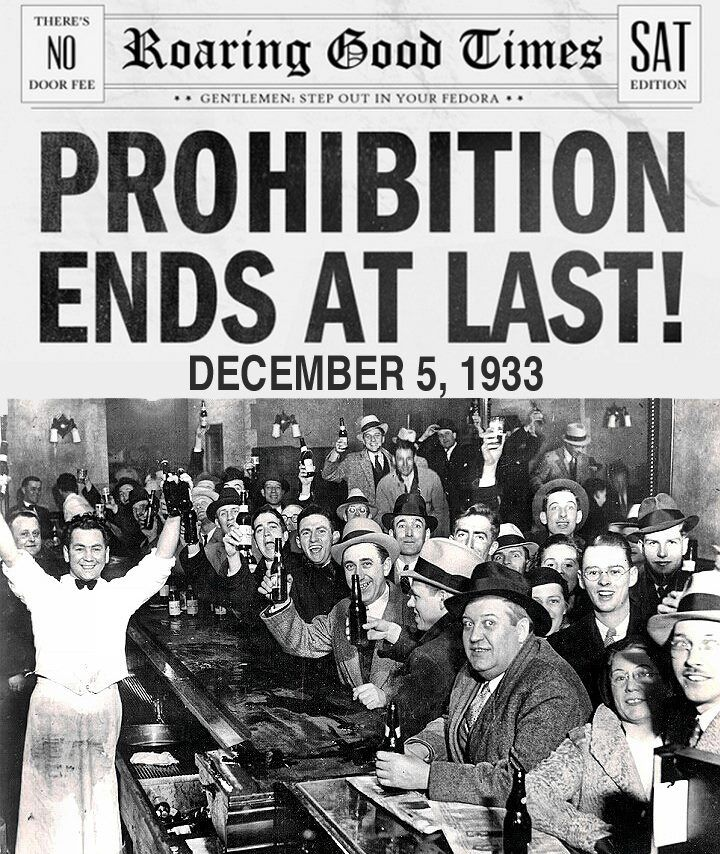 THERE'S
NO
DOOR FEE
Roaring Good Times
SAT
EDITION
** GENTLEMEN: STEP OUT IN YOUR FEDORA **
PROHIBITION
ENDS AT LAST!
DECEMBER 5, 1933